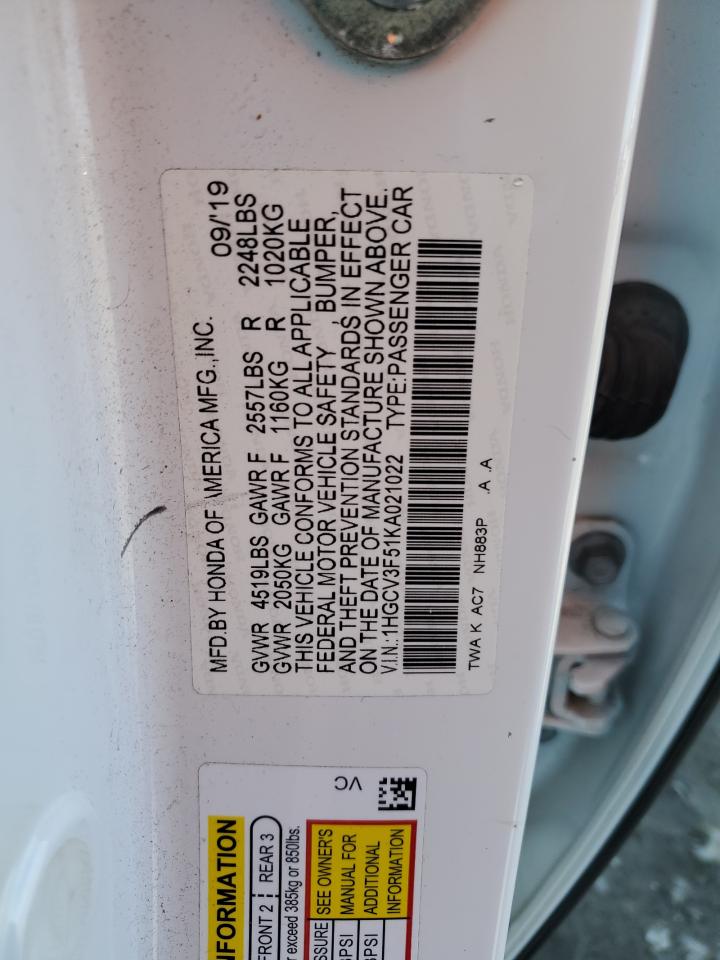 MFD.BY HONDA OF AMERICA MFG.,INC. 09/'19
GVWR 4519LBS GAWR F 2557LBS R 2248LBS
GVWR 2050KG GAWR F 1160KG R 1020KG
THIS VEHICLE CONFORMS TO ALL APPLICABLE
FEDERAL MOTOR VEHICLE SAFETY , BUMPER,
AND THEFT PREVENTION STANDARDS IN EFFECT
ON THE DATE OF MANUFACTURE SHOWN ABOVE.
V.I.N.:1HGCV3F51KA021022 TYPE:PASSENGER CAR
TWA K AC7 NH883P .A .A
VC
FRONT 2 REAR 3
exceed 385kg or 850lbs.
SEE OWNER'S
MANUAL FOR
ADDITIONAL
INFORMATION